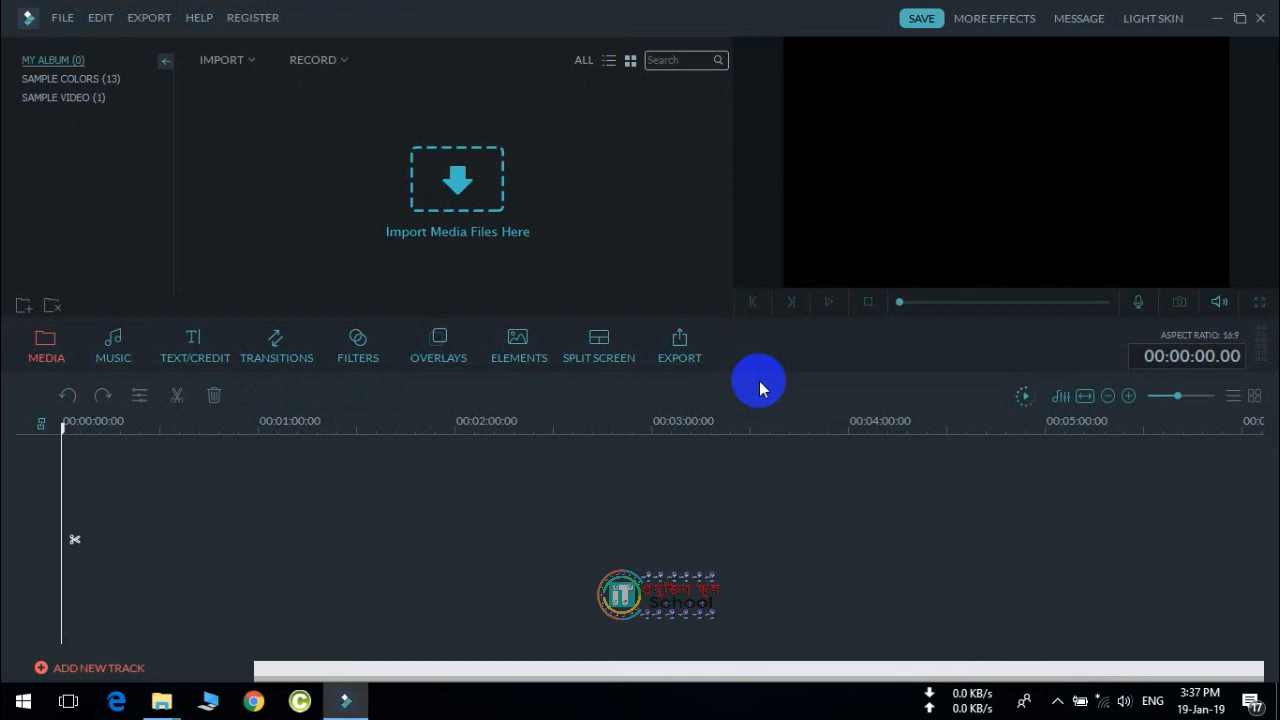 FILE EDIT EXPORT HELP REGISTER SAVE MORE EFFECTS MESSAGE LIGHT SKIN
MY ALBUM (0) IMPORT RECORD ALL Search
SAMPLE COLORS (13)
SAMPLE VIDEO (1)
Import Media Files Here
MEDIA MUSIC TEXT/CREDIT TRANSITIONS FILTERS OVERLAYS ELEMENTS SPLIT SCREEN EXPORT
ASPECT RATIO: 16:9
00:00:00.00
00:00:00:00 00:01:00:00 00:02:00:00 00:03:00:00 00:04:00:00 00:05:00:00
iT প্রযুক্তির স্কুল
School
ADD NEW TRACK
0.0 KB/s
0.0 KB/s
ENG
3:37 PM
19-Jan-19
17